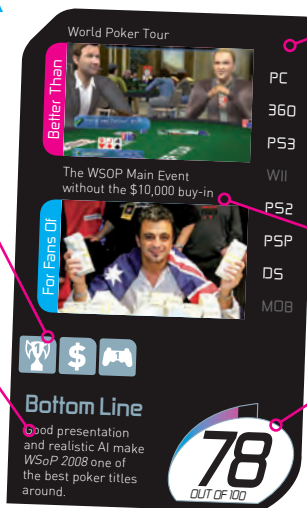 World Poker Tour
Better Than
The WSOP Main Event
without the $10,000 buy-in
For Fans Of
PC
360
PS3
WII
PS2
PSP
DS
MOB
1
$
1
Bottom Line
Good presentation
and realistic AI make
WSoP 2008 one of
the best poker titles
around.
78
OUT OF 100